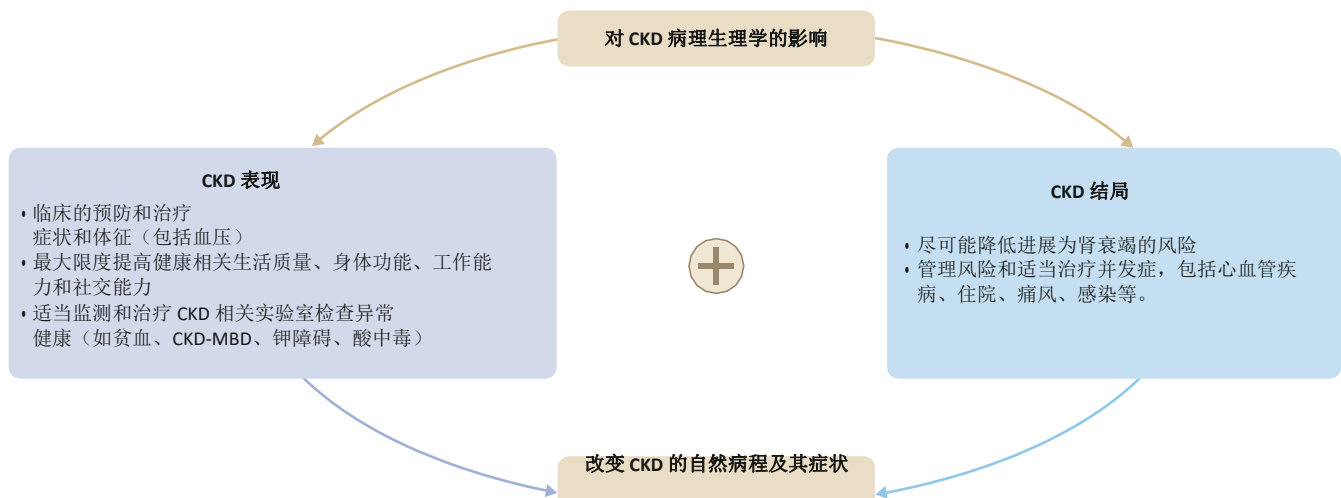 对 CKD 病理生理学的影响
CKD 表现
• 临床的预防和治疗
症状和体征（包括血压）
• 最大限度提高健康相关生活质量、身体功能、工作能
力和社交能力
• 适当监测和治疗 CKD 相关实验室检查异常
健康（如贫血、CKD-MBD、钾障碍、酸中毒）
CKD 结局
• 尽可能降低进展为肾衰竭的风险
• 管理风险和适当治疗并发症，包括心血管疾
病、住院、痛风、感染等。
改变 CKD 的自然病程及其症状